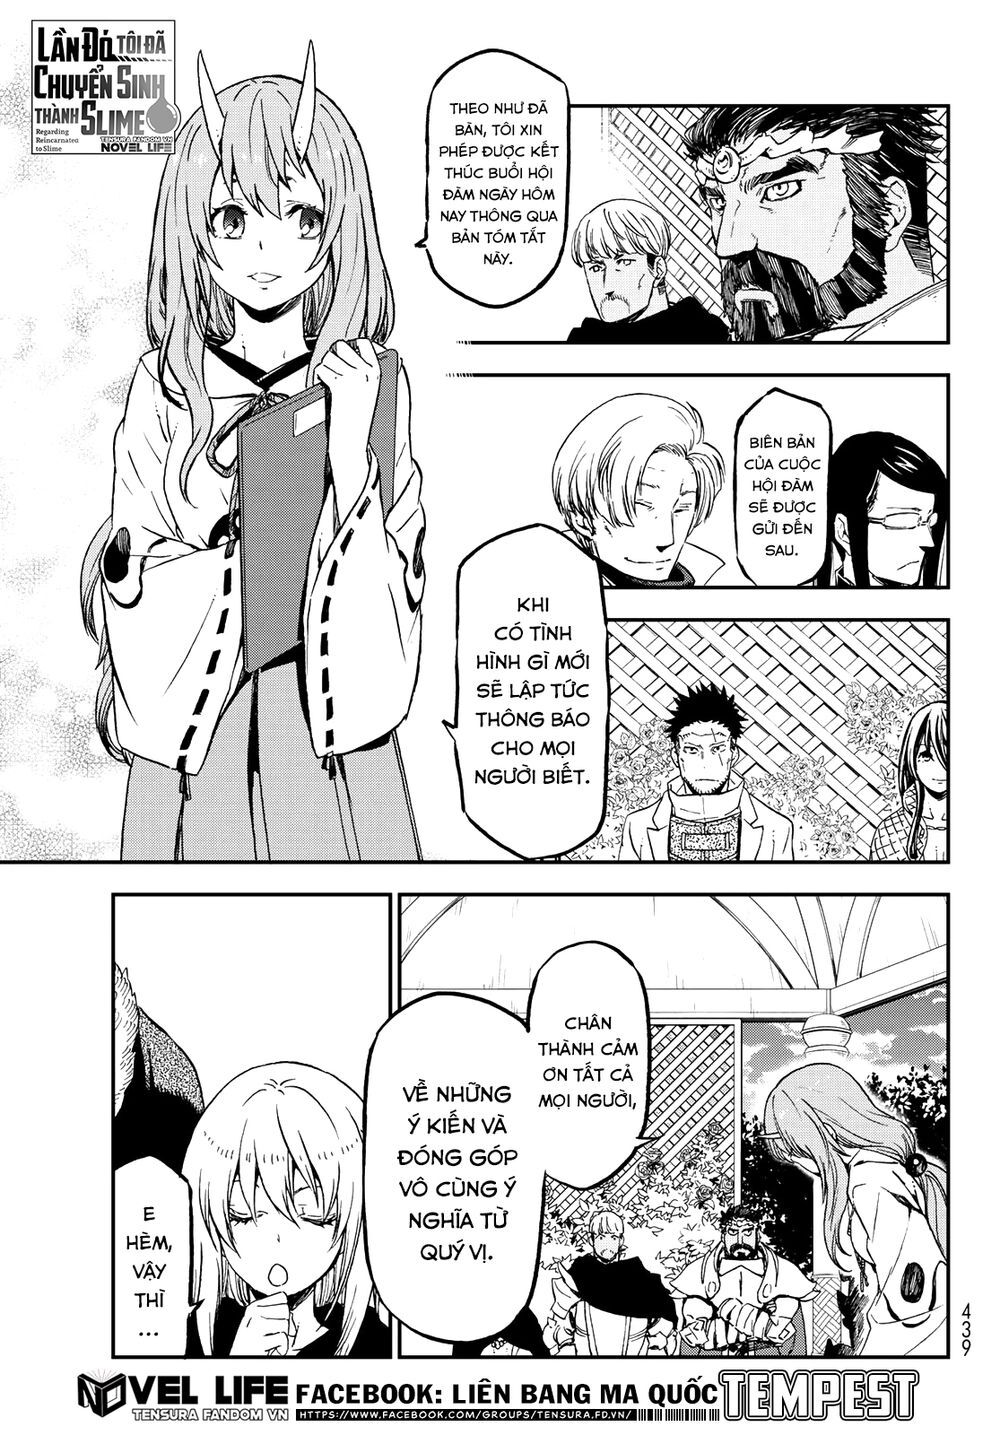 LẦN ĐÓ TÔI ĐÃ
CHUYỂN SINH
THÀNH SLIME
Regarding
Reincarnated
to Slime
TENSURA FANDOM VN
NOVEL LIFE
THEO NHƯ ĐÃ
BÀN, TÔI XIN
PHÉP ĐƯỢC KẾT
THÚC BUỔI HỘI
ĐÀM NGÀY HÔM
NAY THÔNG QUA
BẢN TÓM TẮT
NÀY.
BIÊN BẢN
CỦA CUỘC
HỘI ĐÀM
SẼ ĐƯỢC
GỬI ĐẾN
SAU.
KHI
CÓ TÌNH
HÌNH GÌ MỚI
SẼ LẬP TỨC
THÔNG BÁO
CHO MỌI
NGƯỜI BIẾT.
CHÂN
THÀNH CẢM
ƠN TẤT CẢ
MỌI NGƯỜI,
VỀ NHỮNG
Ý KIẾN VÀ
ĐÓNG GÓP
VÔ CÙNG Ý
NGHĨA TỪ
QUÝ VỊ.
E
HÈM,
VẬY
THÌ
...
439
NOVEL LIFE
TENSURA FANDOM VN
FACEBOOK: LIÊN BANG MA QUỐC TEMPEST
HTTPS://WWW.FACEBOOK.COM/GROUPS/TENSURA.FD.VN/